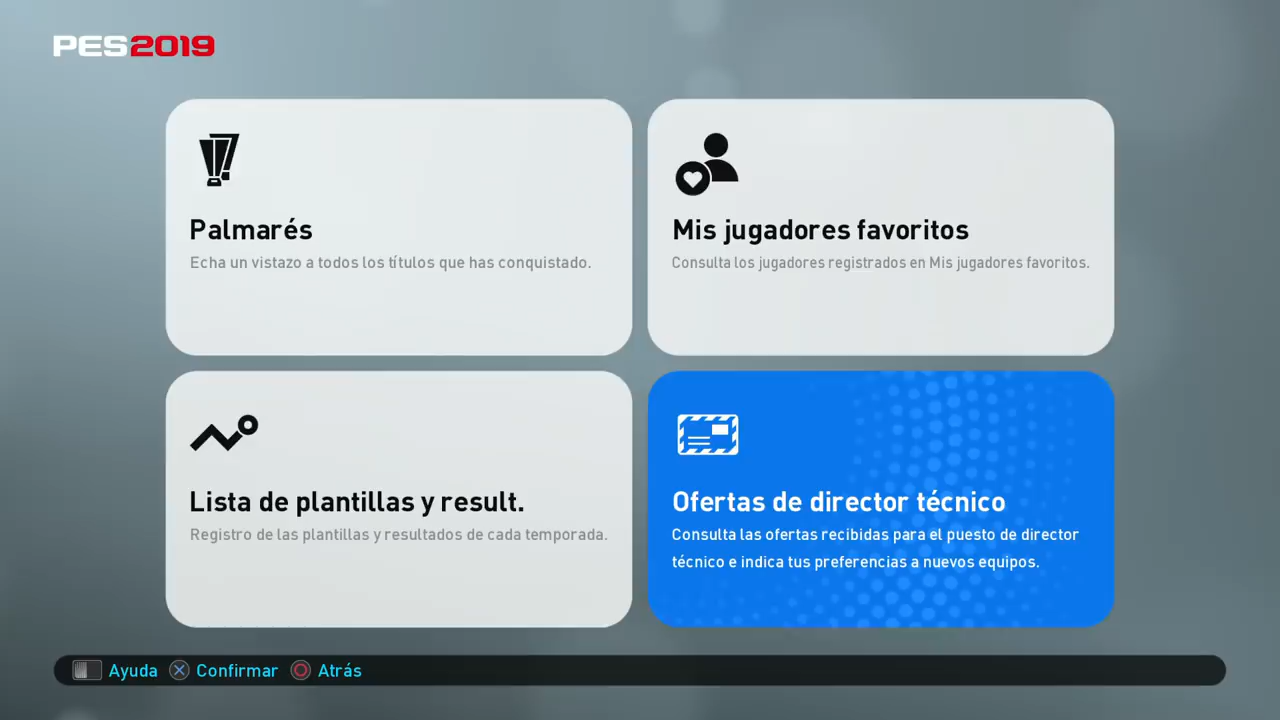 PES2019
Palmarés
Echa un vistazo a todos los títulos que has conquistado.
Mis jugadores favoritos
Consulta los jugadores registrados en Mis jugadores favoritos.
Lista de plantillas y result.
Registro de las plantillas y resultados de cada temporada.
Ofertas de director técnico
Consulta las ofertas recibidas para el puesto de director
técnico e indica tus preferencias a nuevos equipos.
Ayuda Confirmar Atrás